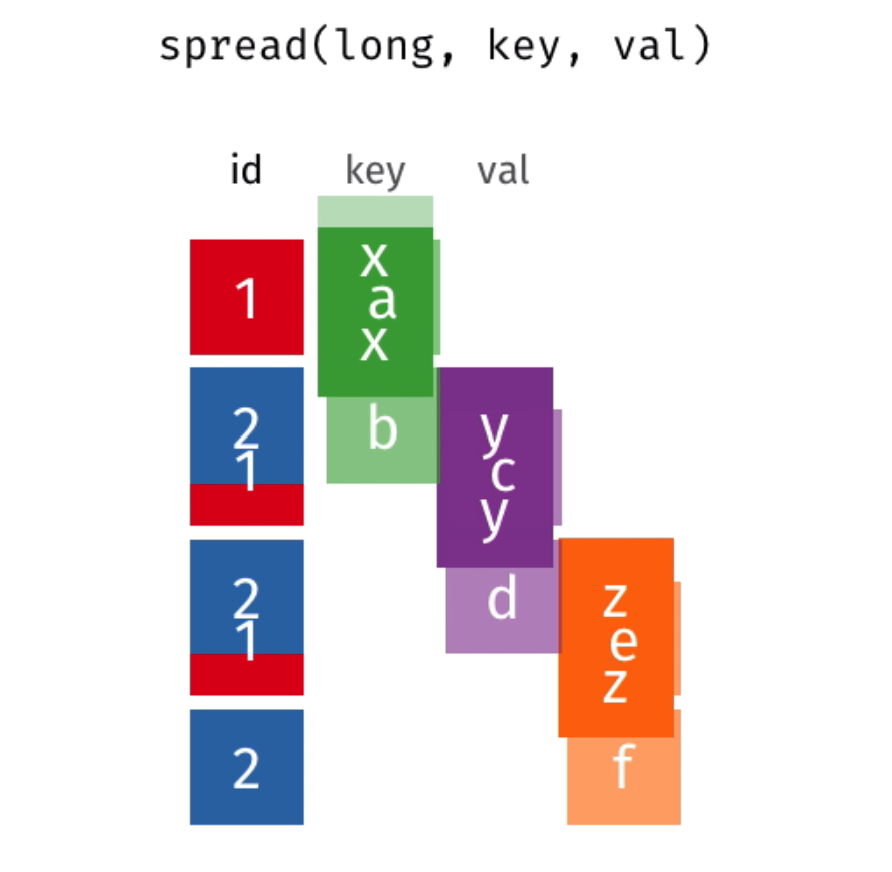 spread(long, key, val)
id key val
x
1 a
x
2 b y
1 c
y
2 d z
1 e
z
2 f